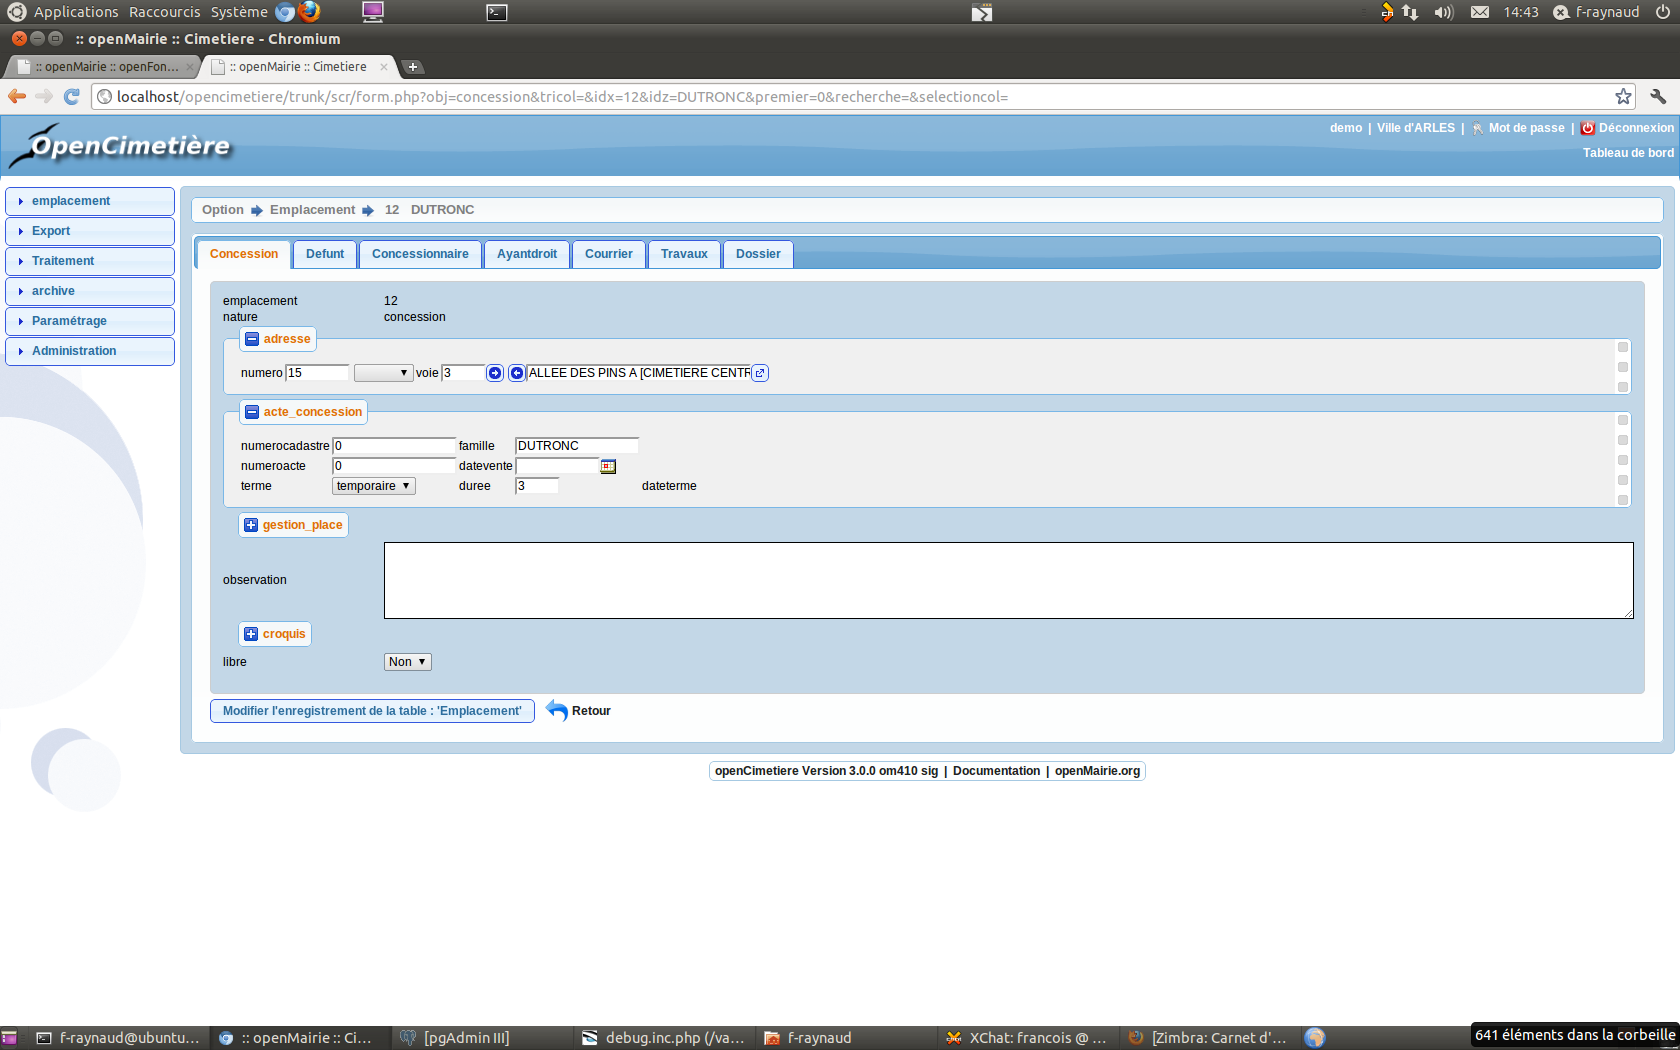 Applications Raccourcis Système 14:43 f-raynaud
:: openMairie :: Cimetiere - Chromium
:: openMairie :: openFon... :: openMairie :: Cimetiere
localhost/opencimetiere/trunk/scr/form.php?obj=concession&tricol=&idx=12&idz=DUTRONC&premier=0&recherche=&selectioncol=
OpenCimetière
demo | Ville d'ARLES | Mot de passe | Déconnexion
Tableau de bord
emplacement
Export
Traitement
archive
Paramétrage
Administration
Option Emplacement 12 DUTRONC
Concession Defunt Concessionnaire Ayantdroit Courrier Travaux Dossier
emplacement 12
nature concession
adresse
numero 15 voie 3 ALLEE DES PINS A [CIMETIERE CENTR
acte_concession
numerocadastre 0 famille DUTRONC
numeroacte 0 datevente
terme temporaire duree 3 dateterme
gestion_place
observation
croquis
libre Non
Modifier l'enregistrement de la table : 'Emplacement' Retour
openCimetiere Version 3.0.0 om410 sig | Documentation | openMairie.org
f-raynaud@ubuntu... :: openMairie :: Ci... [pgAdmin III] debug.inc.php (/va... f-raynaud XChat: francois @ ... [Zimbra: Carnet d'... 641 éléments dans la corbeille